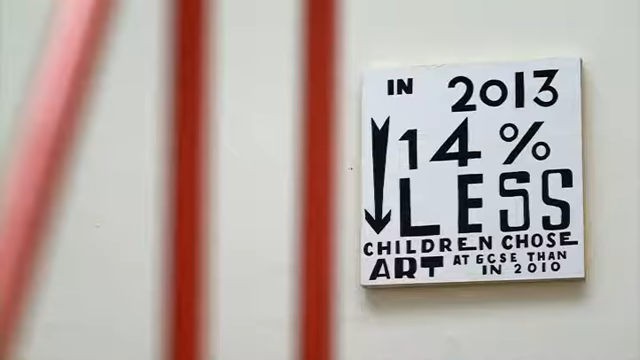 IN 2013
14%
LESS
CHILDREN CHOSE
ART AT GCSE THAN
IN 2010